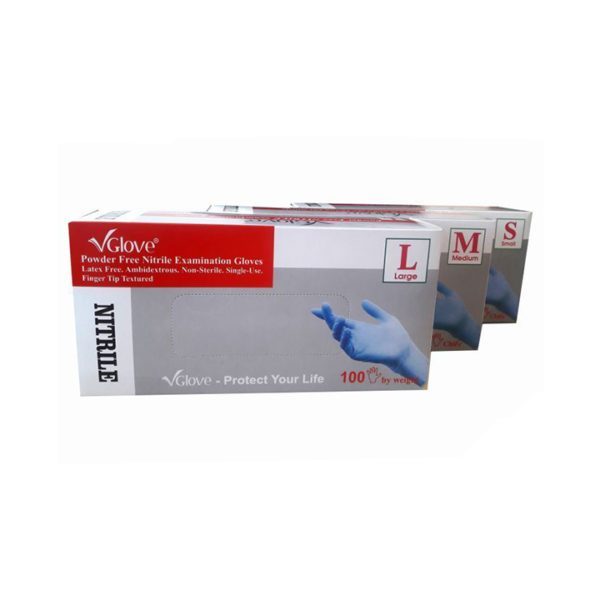 VGlove®
Powder Free Nitrile Examination Gloves
Latex Free. Ambidextrous. Non-Sterile. Single-Use.
Finger Tip Textured
NITRILE
VGlove - Protect Your Life
100 by weight
L
Large
M
Medium
S
Small